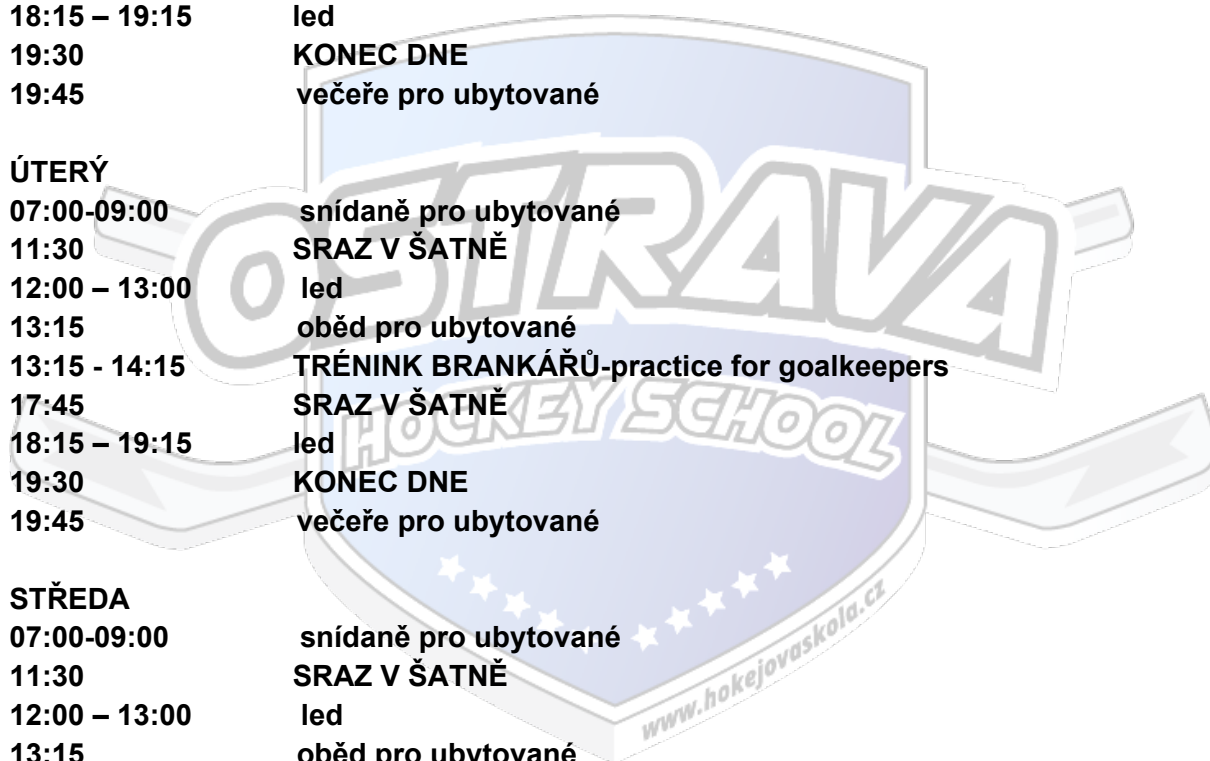 18:15 – 19:15 led
19:30 KONEC DNE
19:45 večeře pro ubytované
ÚTERÝ
07:00-09:00 snídaně pro ubytované
11:30 SRAZ V ŠATNĚ
12:00 – 13:00 led
13:15 oběd pro ubytované
13:15 - 14:15 TRÉNINK BRANKÁŘŮ-practice for goalkeepers
17:45 SRAZ V ŠATNĚ
18:15 – 19:15 led
19:30 KONEC DNE
19:45 večeře pro ubytované
STŘEDA
07:00-09:00 snídaně pro ubytované
11:30 SRAZ V ŠATNĚ
12:00 – 13:00 led
13:15 oběd pro ubytované
OSTRAVA
HOCKEY SCHOOL
www.hokejovaskola.cz